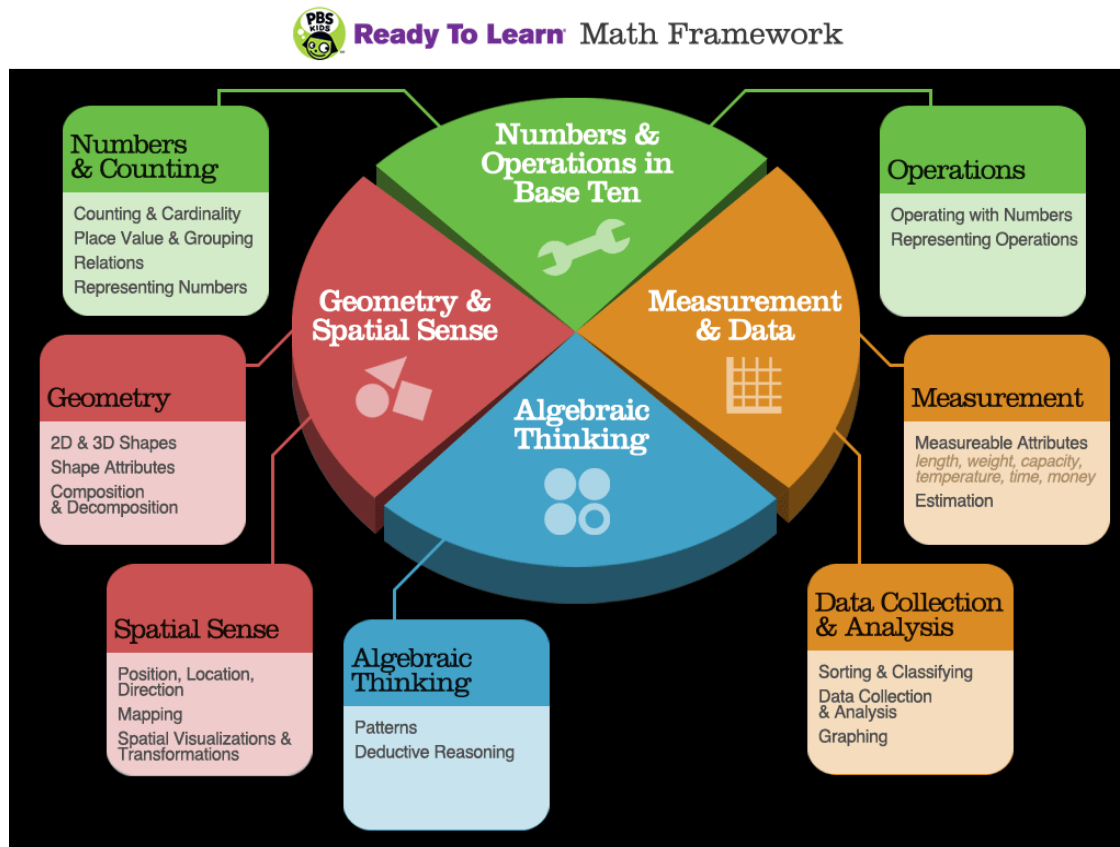 PBS
KIDS
Ready To Learn Math Framework
Numbers
& Counting
Counting & Cardinality
Place Value & Grouping
Relations
Representing Numbers
Numbers &
Operations in
Base Ten
Operations
Operating with Numbers
Representing Operations
Geometry &
Spatial Sense
Measurement
& Data
Algebraic
Thinking
Geometry
2D & 3D Shapes
Shape Attributes
Composition
& Decomposition
Measurement
Measureable Attributes
length, weight, capacity,
temperature, time, money
Estimation
Spatial Sense
Position, Location,
Direction
Mapping
Spatial Visualizations &
Transformations
Algebraic
Thinking
Patterns
Deductive Reasoning
Data Collection
& Analysis
Sorting & Classifying
Data Collection
& Analysis
Graphing